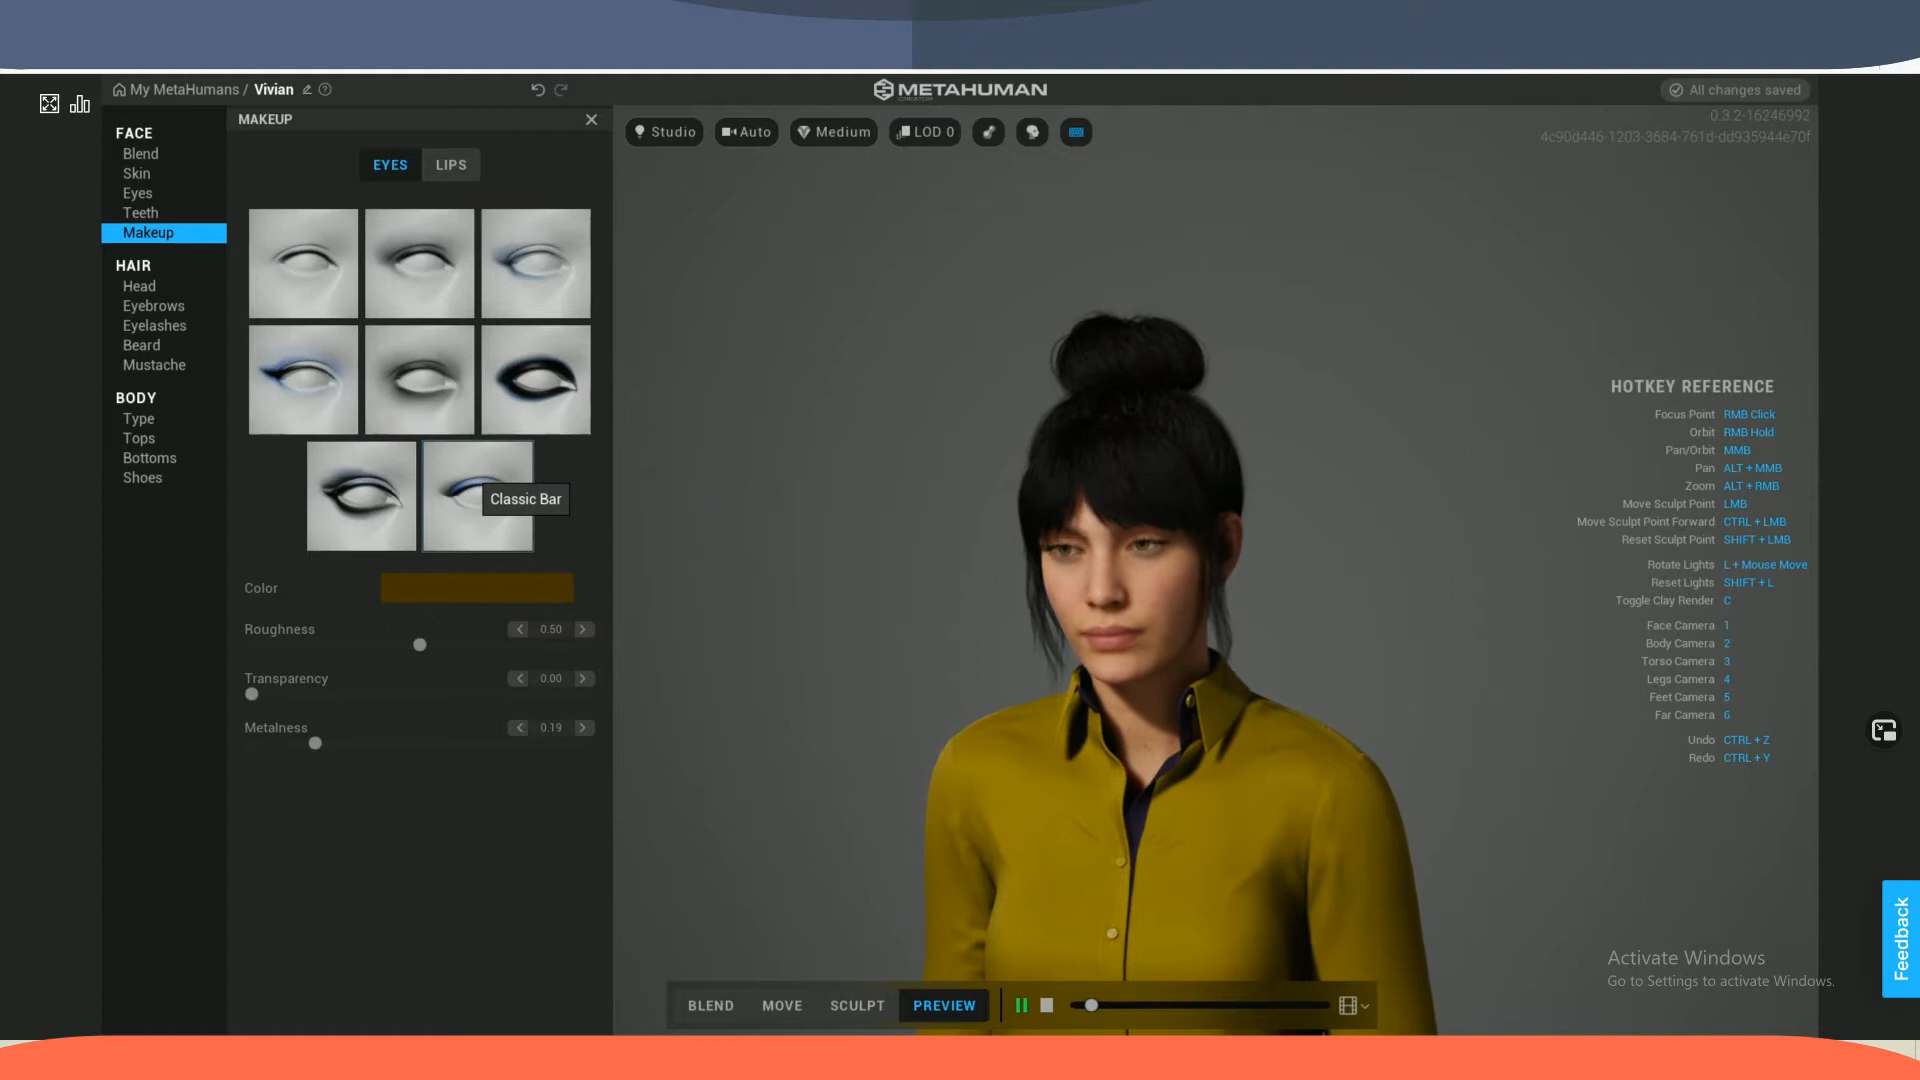 My MetaHumans / Vivian
METAHUMAN
CREATOR
All changes saved
0.3.2-16246992
4c90d446-1203-3684-761d-dd935944e70f
FACE
Blend
Skin
Eyes
Teeth
Makeup
HAIR
Head
Eyebrows
Eyelashes
Beard
Mustache
BODY
Type
Tops
Bottoms
Shoes
MAKEUP
EYES
LIPS
Classic Bar
Color
Roughness
0.50
Transparency
0.00
Metalness
0.19
Studio
Auto
Medium
LOD 0
HOTKEY REFERENCE
Focus Point RMB Click
Orbit RMB Hold
Pan/Orbit MMB
Pan ALT + MMB
Zoom ALT + RMB
Move Sculpt Point LMB
Move Sculpt Point Forward CTRL + LMB
Reset Sculpt Point SHIFT + LMB
Rotate Lights L + Mouse Move
Reset Lights SHIFT + L
Toggle Clay Render C
Face Camera 1
Body Camera 2
Torso Camera 3
Legs Camera 4
Feet Camera 5
Far Camera 6
Undo CTRL + Z
Redo CTRL + Y
Feedback
Activate Windows
Go to Settings to activate Windows.
BLEND
MOVE
SCULPT
PREVIEW